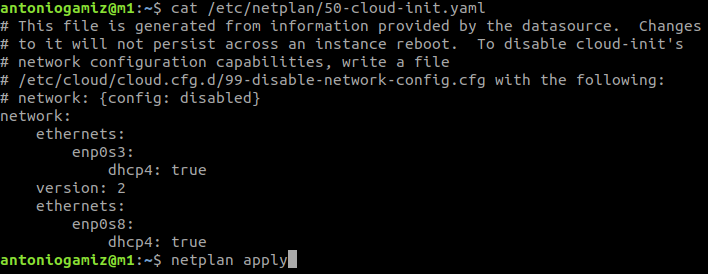 antoniogamiz@m1:~$ cat /etc/netplan/50-cloud-init.yaml
# This file is generated from information provided by the datasource.  Changes
# to it will not persist across an instance reboot.  To disable cloud-init's
# network configuration capabilities, write a file
# /etc/cloud/cloud.cfg.d/99-disable-network-config.cfg with the following:
# network: {config: disabled}
network:
    ethernets:
        enp0s3:
            dhcp4: true
    version: 2
    ethernets:
        enp0s8:
            dhcp4: true
antoniogamiz@m1:~$ netplan apply